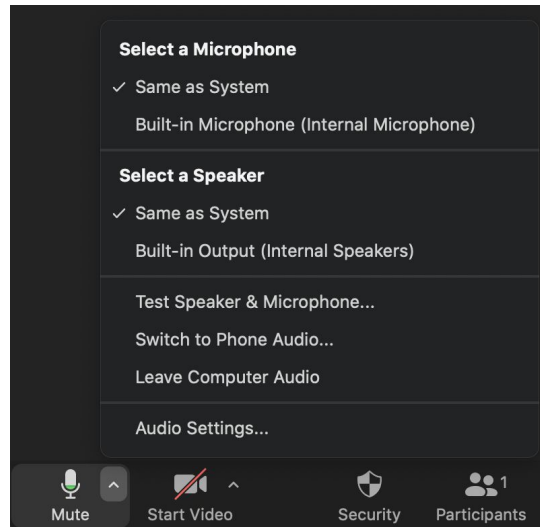 Select a Microphone
✓ Same as System
Built-in Microphone (Internal Microphone)
Select a Speaker
✓ Same as System
Built-in Output (Internal Speakers)
Test Speaker & Microphone...
Switch to Phone Audio...
Leave Computer Audio
Audio Settings...
1
Mute Start Video Security Participants